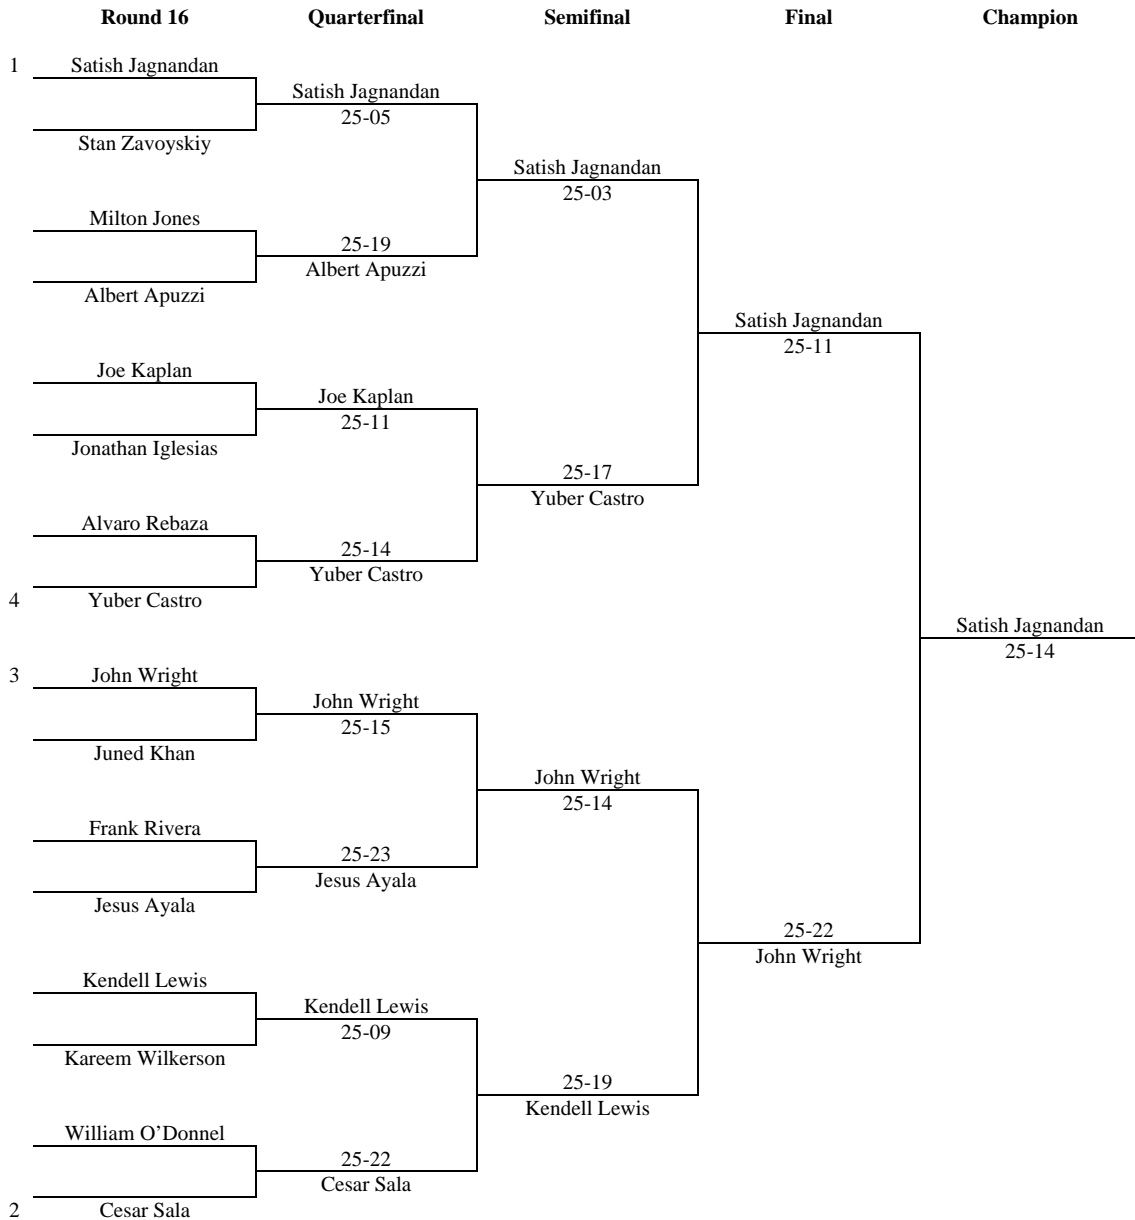 Round 16 Quarterfinal Semifinal Final Champion
1 Satish Jagnandan
Satish Jagnandan
25-05
Stan Zavoyskiy
Satish Jagnandan
25-03
Milton Jones
25-19
Albert Apuzzi
Albert Apuzzi
Satish Jagnandan
25-11
Joe Kaplan
Joe Kaplan
25-11
Jonathan Iglesias
25-17
Yuber Castro
Alvaro Rebaza
25-14
Yuber Castro
4 Yuber Castro
Satish Jagnandan
25-14
3 John Wright
John Wright
25-15
Juned Khan
John Wright
25-14
Frank Rivera
25-23
Jesus Ayala
Jesus Ayala
25-22
John Wright
Kendell Lewis
Kendell Lewis
25-09
Kareem Wilkerson
25-19
Kendell Lewis
William O’Donnel
25-22
Cesar Sala
2 Cesar Sala